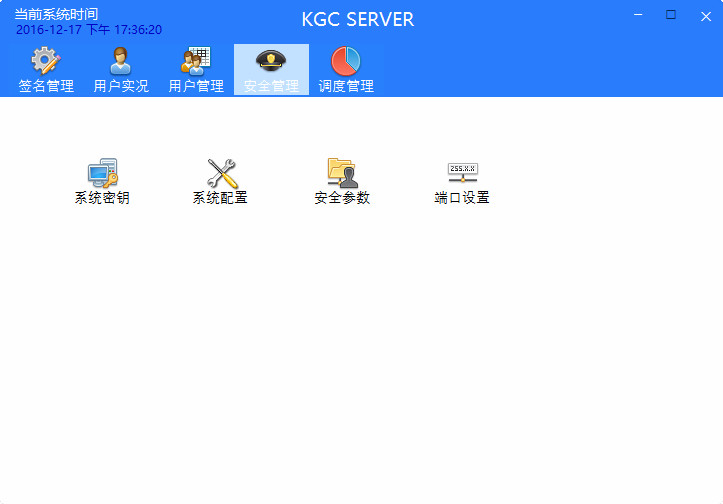 当前系统时间
KGC SERVER
2016-12-17 下午 17:36:20
签名管理 用户实况 用户管理 安全管理 调度管理
255.X.X
系统密钥 系统配置 安全参数 端口设置